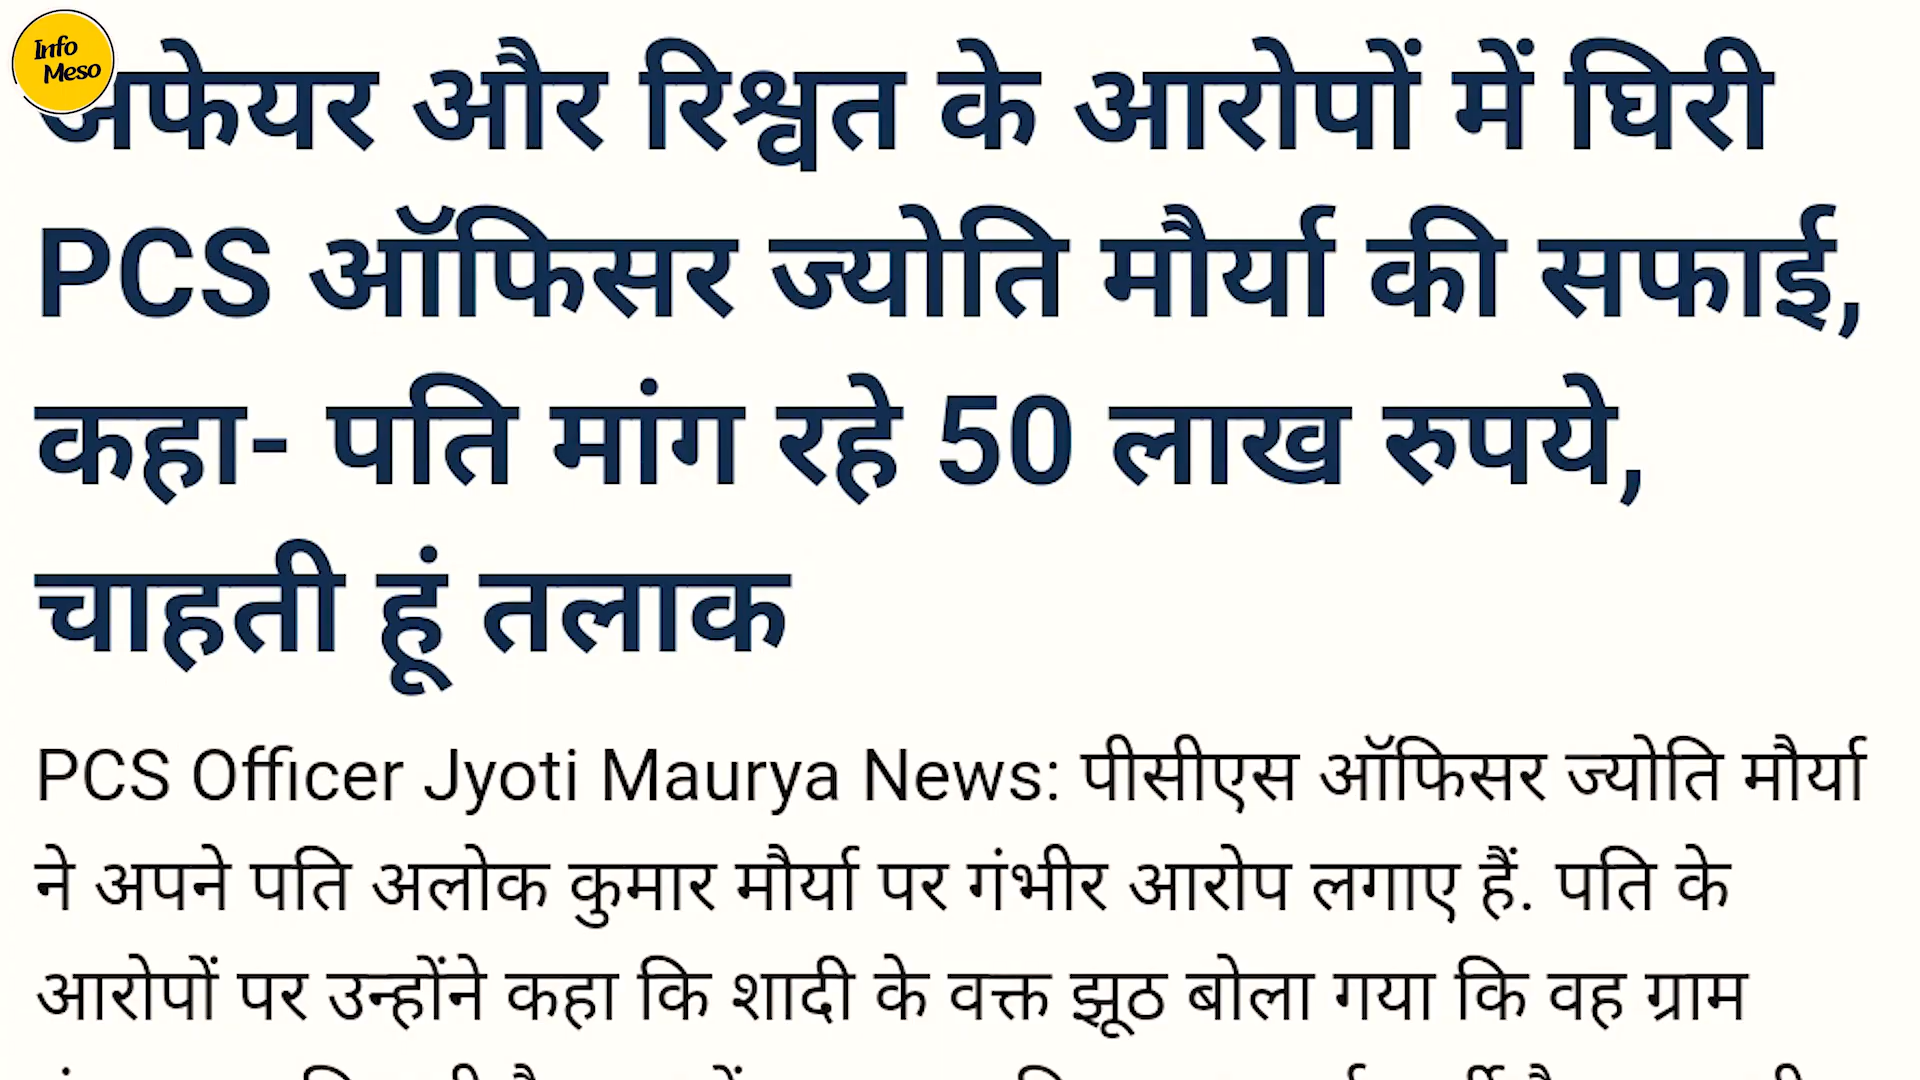 Info
Meso
अफेयर और रिश्वत के आरोपों में घिरी
PCS ऑफिसर ज्योति मौर्या की सफाई,
कहा- पति मांग रहे 50 लाख रुपये,
चाहती हूं तलाक
PCS Officer Jyoti Maurya News: पीसीएस ऑफिसर ज्योति मौर्या
ने अपने पति अलोक कुमार मौर्या पर गंभीर आरोप लगाए हैं. पति के
आरोपों पर उन्होंने कहा कि शादी के वक्त झूठ बोला गया कि वह ग्राम